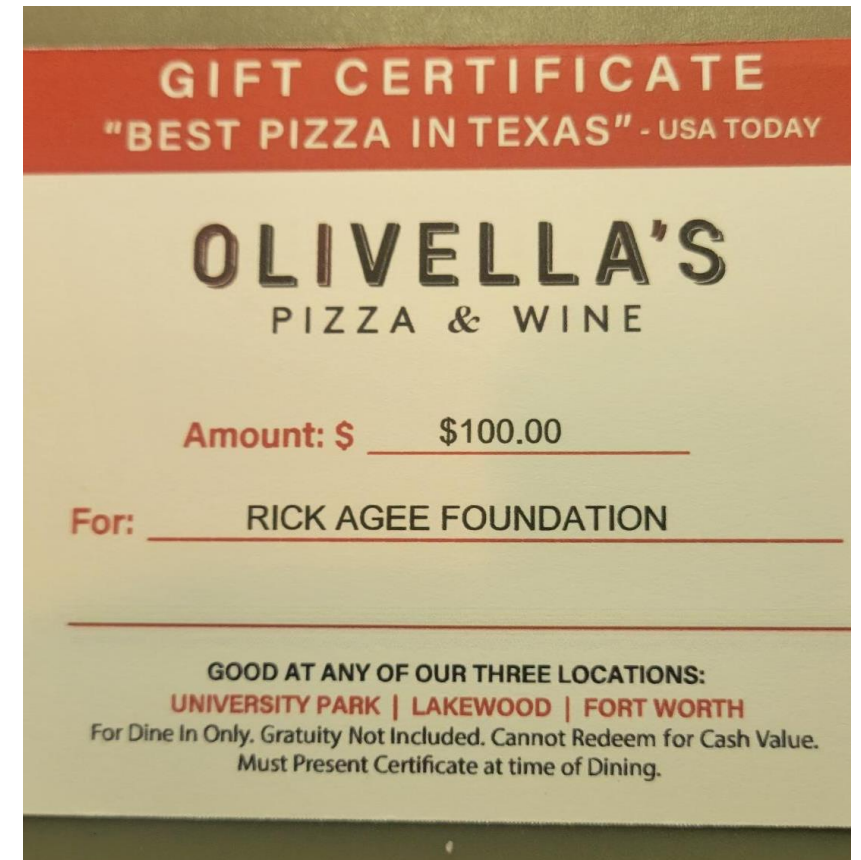 GIFT CERTIFICATE
"BEST PIZZA IN TEXAS" - USA TODAY
OLIVELLA'S
PIZZA & WINE
Amount: $ $100.00
For: RICK AGEE FOUNDATION
GOOD AT ANY OF OUR THREE LOCATIONS:
UNIVERSITY PARK | LAKEWOOD | FORT WORTH
For Dine In Only. Gratuity Not Included. Cannot Redeem for Cash Value.
Must Present Certificate at time of Dining.